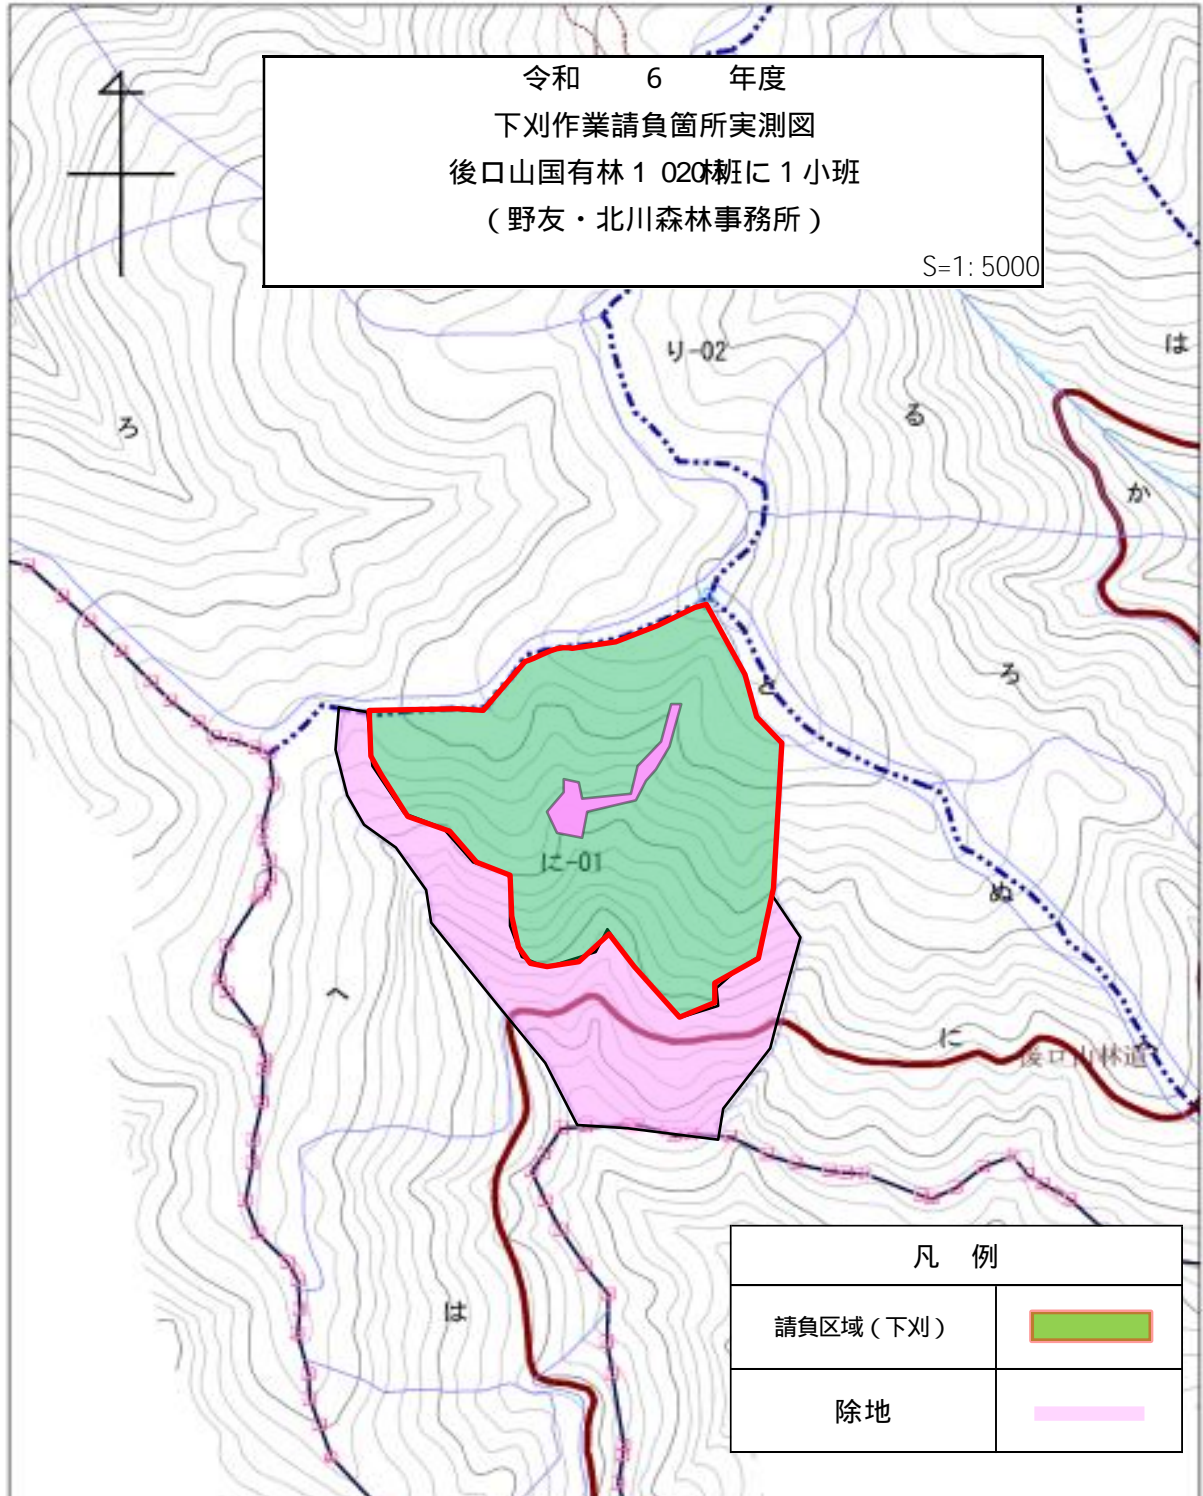 令和 6 年度
下刈作業請負箇所実測図
後口山国有林1020林班に1小班
(野友・北川森林事務所)
S=1:5000
り-02
は
る
ろ
か
ろ
と
に-01
ぬ
へ
に
後口山林道
は
凡 例
請負区域(下刈)
除地